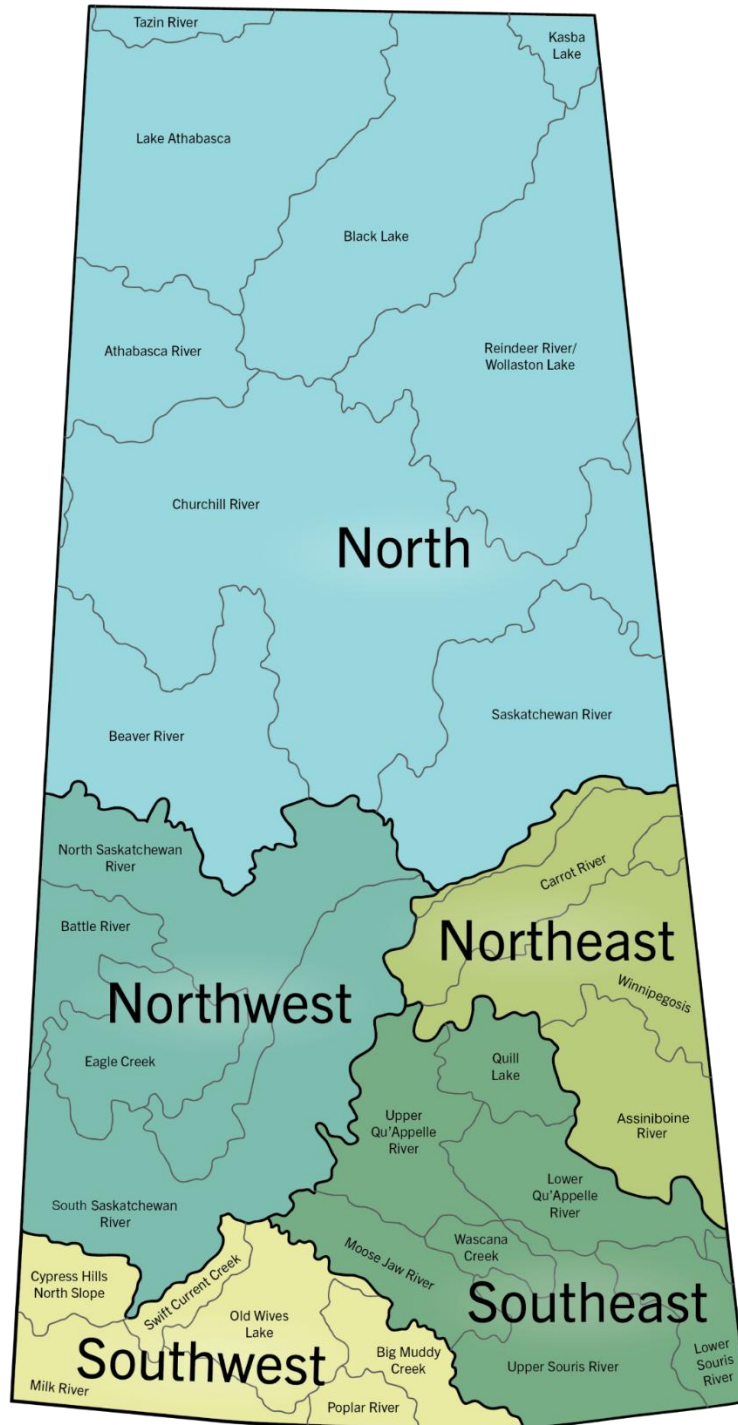 Tazin River
Kasba
Lake
Lake Athabasca
Black Lake
Athabasca River
Reindeer River/
Wollaston Lake
Churchill River
North
Saskatchewan River
Beaver River
North Saskatchewan
River
Carrot River
Battle River
Northeast
Northwest
Winnipegosis
Eagle Creek
Quill
Lake
Upper
Qu'Appelle
River
Assiniboine
River
Lower
Qu'Appelle
River
South Saskatchewan
River
Wascana
Creek
Moose Jaw River
Cypress Hills
North Slope
Swift Current Creek
Southeast
Old Wives
Lake
Big Muddy
Creek
Southwest
Upper Souris River
Lower
Souris
River
Milk River
Poplar River